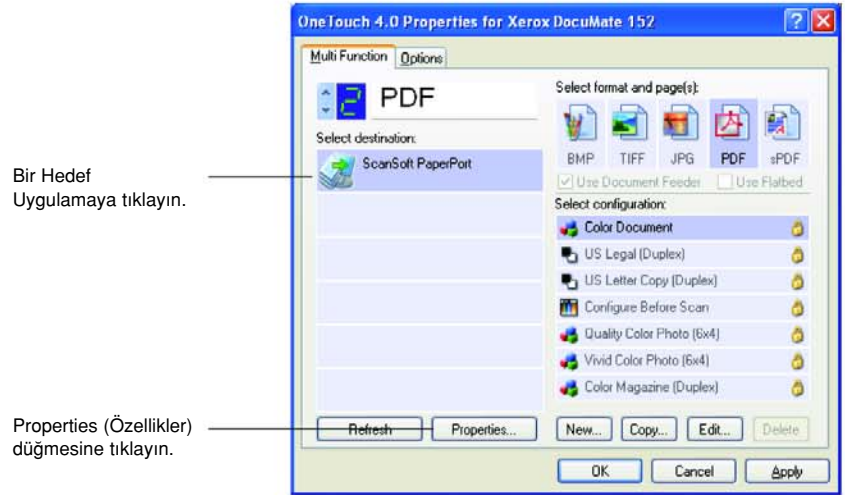 OneTouch 4.0 Properties for Xerox DocuMate 152
Multi Function Options
2 PDF
Select destination:
ScanSoft PaperPort
Select format and page(s):
BMP TIFF JPG PDF sPDF
Use Document Feeder Use Flatbed
Select configuration:
Color Document
US Legal (Duplex)
US Letter Copy (Duplex)
Configure Before Scan
Quality Color Photo (6x4)
Vivid Color Photo (6x4)
Color Magazine (Duplex)
Refresh Properties...
New... Copy... Edit... Delete
OK Cancel Apply
Bir Hedef
Uygulamaya tıklayın.
Properties (Özellikler)
düğmesine tıklayın.